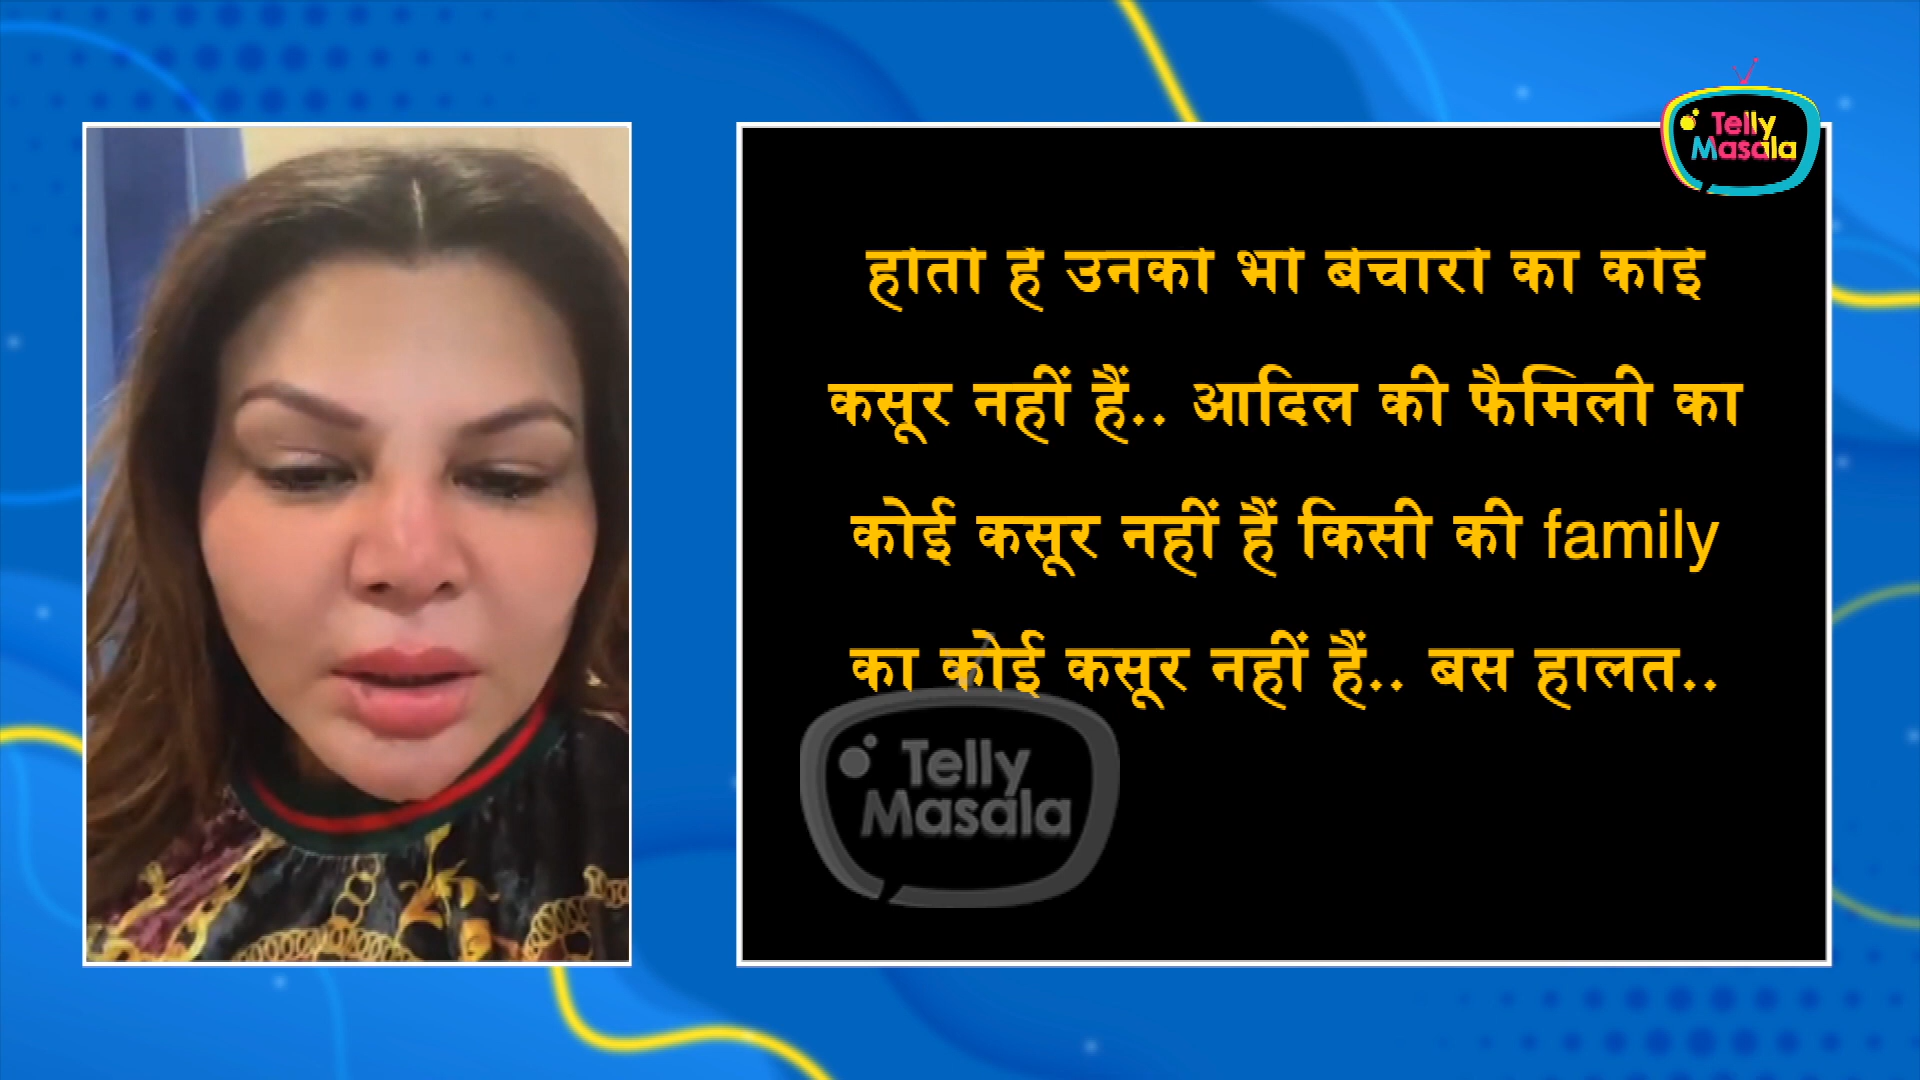 Telly
Masala
होता है उनको भी बेचारों का कोई
कसूर नहीं हैं.. आदिल की फैमिली का
कोई कसूर नहीं हैं किसी की family
का कोई कसूर नहीं हैं.. बस हालत..
Telly
Masala